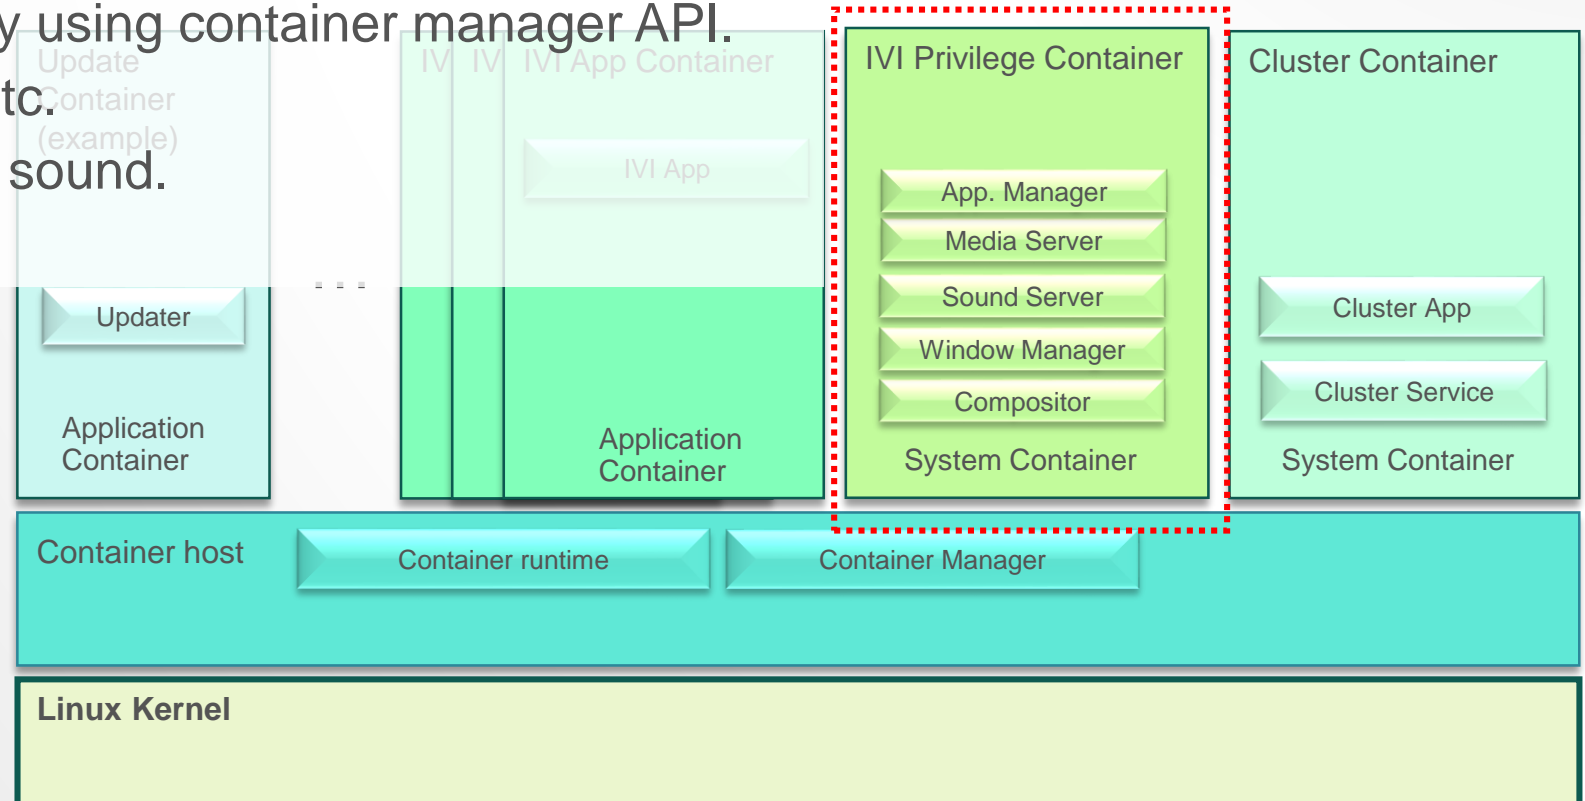 y using container manager API.
tc.
sound.
Update
Container
(example)
Updater
Application
Container
...
IV
IV
IVI App Container
IVI App
Application
Container
IVI Privilege Container
App. Manager
Media Server
Sound Server
Window Manager
Compositor
System Container
Cluster Container
Cluster App
Cluster Service
System Container
Container host
Container runtime
Container Manager
Linux Kernel